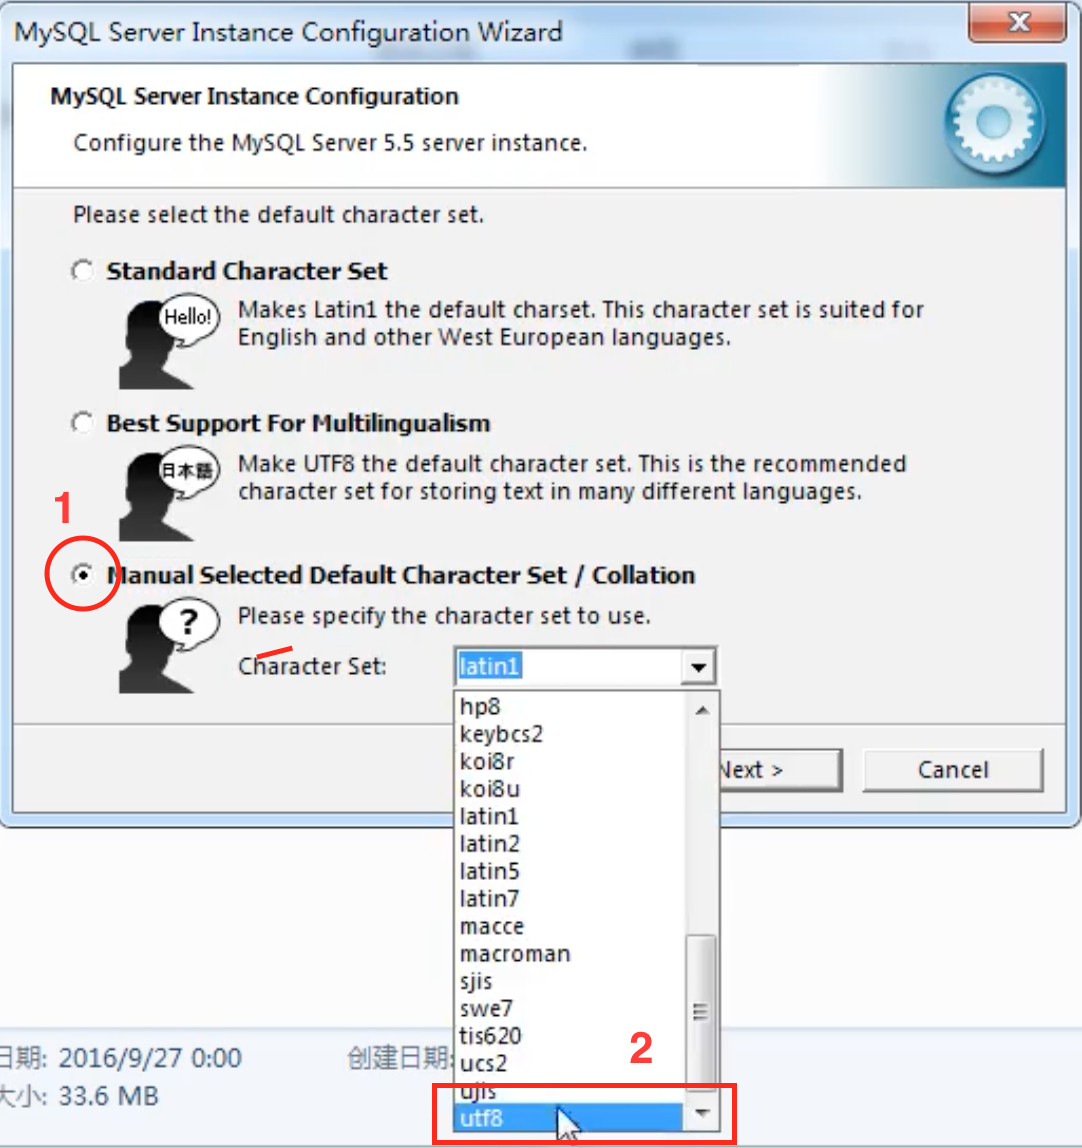 MySQL Server Instance Configuration Wizard
MySQL Server Instance Configuration
Configure the MySQL Server 5.5 server instance.
Please select the default character set.
Standard Character Set
Hello!
Makes Latin1 the default charset. This character set is suited for
English and other West European languages.
Best Support For Multilingualism
日本語
Make UTF8 the default character set. This is the recommended
character set for storing text in many different languages.
1
Manual Selected Default Character Set / Collation
?
Please specify the character set to use.
Character Set:
latin1
hp8
keybcs2
koi8r
koi8u
latin1
latin2
latin5
latin7
macce
macroman
sjis
swe7
tis620
ucs2
ujis
utf8
Next >
Cancel
2
日期: 2016/9/27 0:00
创建日期:
大小: 33.6 MB